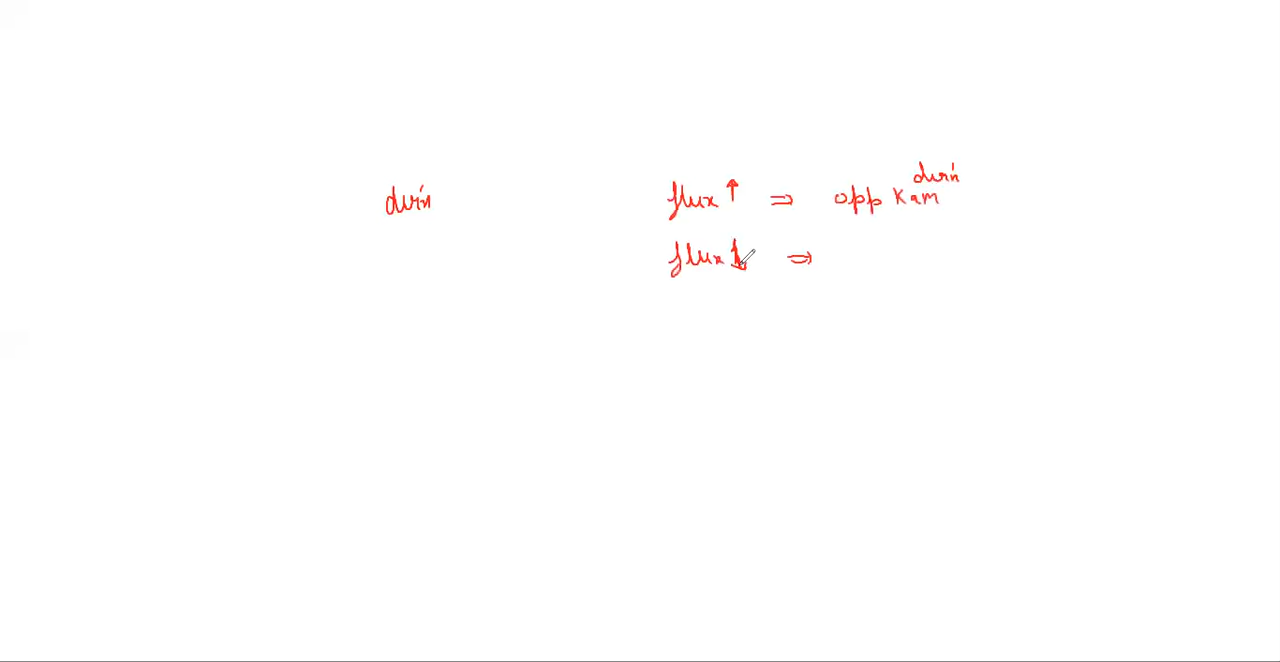 dirn
flux ↑ ⇒ opp kam dirn
flux ↓ ⇒